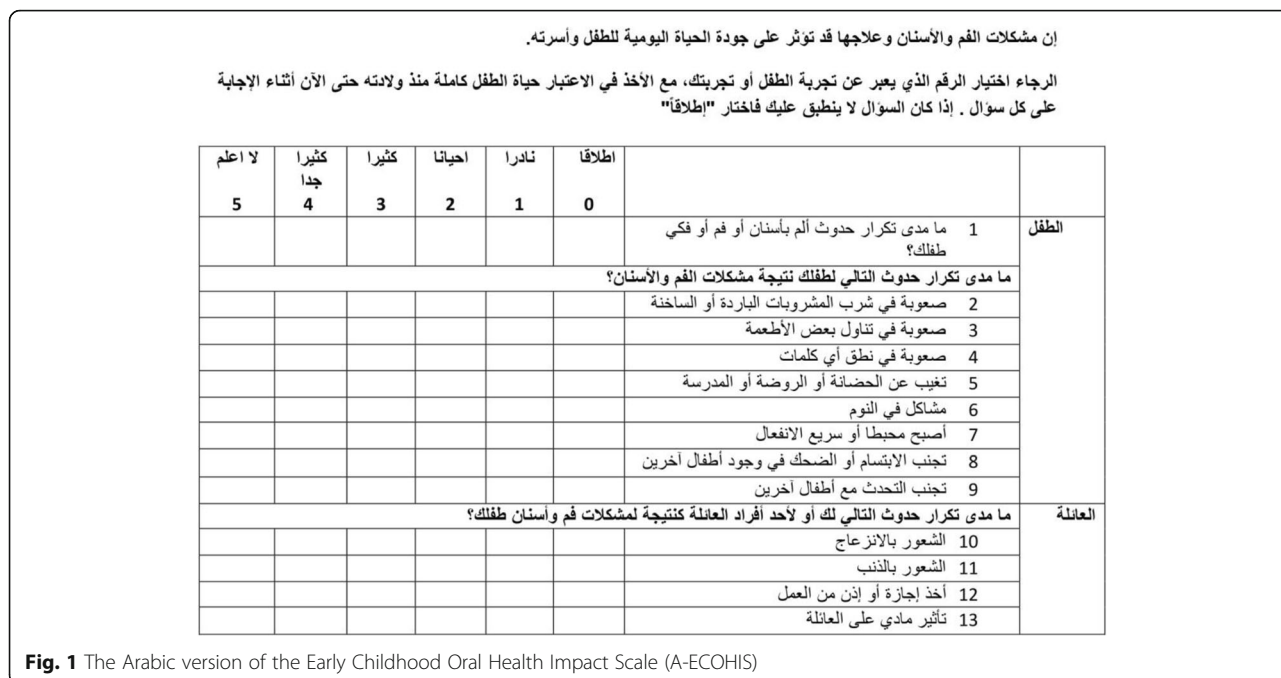 إن مشكلات الفم والأسنان وعلاجها قد تؤثر على جودة الحياة اليومية للطفل وأسرته.
الرجاء اختيار الرقم الذي يعبر عن تجربة الطفل أو تجربتك، مع الأخذ في الاعتبار حياة الطفل كاملة منذ ولادته حتى الآن أثناء الإجابة
على كل سؤال . إذا كان السؤال لا ينطبق عليك فاختار "إطلاقاً"
اطلاقا نادرا احيانا كثيرا كثيرا لا اعلم
جدا
0 1 2 3 4 5
الطفل 1 ما مدى تكرار حدوث ألم بأسنان أو فم أو فكي
طفلك؟
ما مدى تكرار حدوث التالي لطفلك نتيجة مشكلات الفم والأسنان؟
2 صعوبة في شرب المشروبات الباردة أو الساخنة
3 صعوبة في تناول بعض الأطعمة
4 صعوبة في نطق أي كلمات
5 تغيب عن الحضانة أو الروضة أو المدرسة
6 مشاكل في النوم
7 أصبح محبطا أو سريع الانفعال
8 تجنب الابتسام أو الضحك في وجود أطفال آخرين
9 تجنب التحدث مع أطفال آخرين
العائلة ما مدى تكرار حدوث التالي لك أو لأحد أفراد العائلة كنتيجة لمشكلات فم وأسنان طفلك؟
10 الشعور بالانزعاج
11 الشعور بالذنب
12 أخذ إجازة أو إذن من العمل
13 تأثير مادي على العائلة
Fig. 1 The Arabic version of the Early Childhood Oral Health Impact Scale (A-ECOHIS)